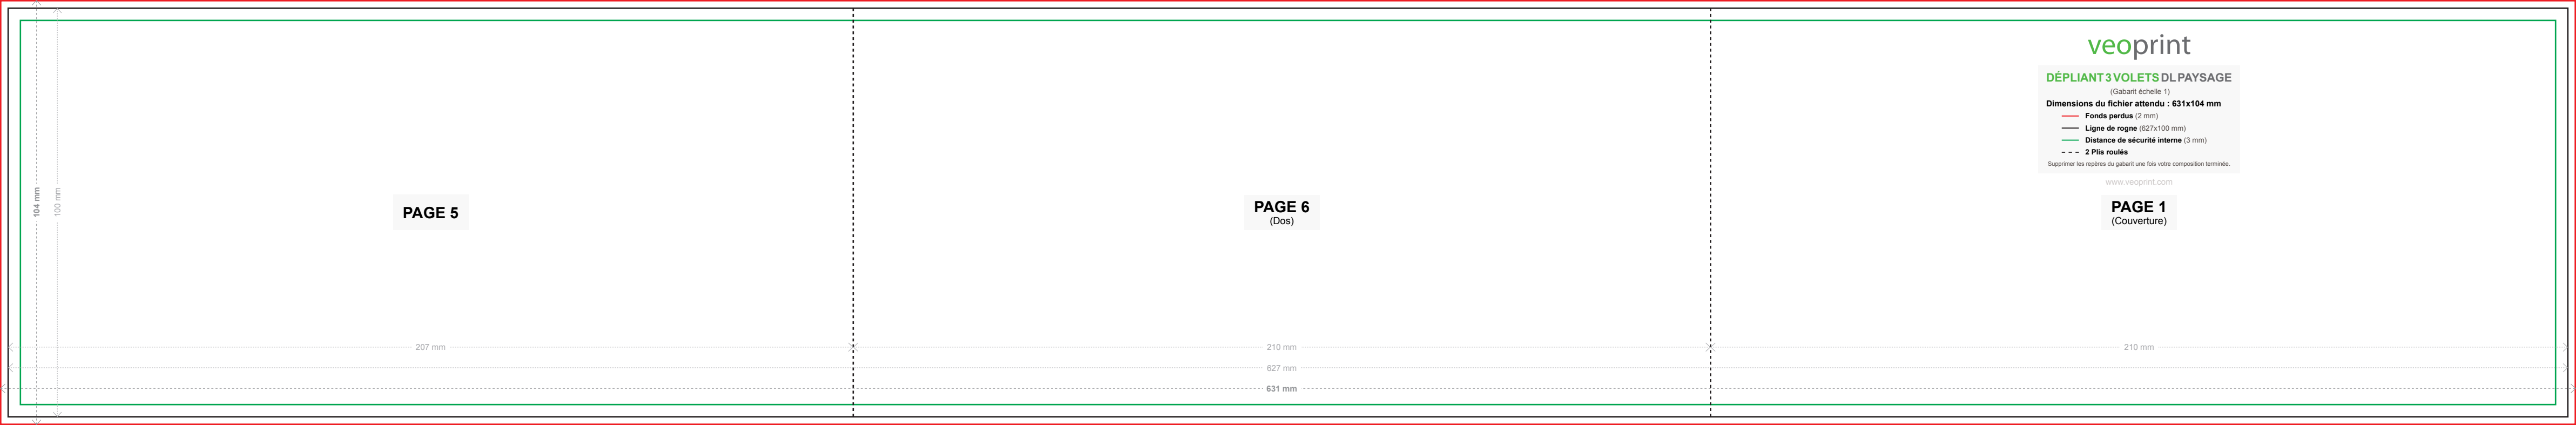 veoprint
DÉPLIANT 3 VOLETS DL PAYSAGE
(Gabarit échelle 1)
Dimensions du fichier attendu : 631x104 mm
Fonds perdus (2 mm)
Ligne de rogne (627x100 mm)
Distance de sécurité interne (3 mm)
2 Plis roulés
Supprimer les repères du gabarit une fois votre composition terminée.
www.veoprint.com
104 mm
100 mm
PAGE 5
PAGE 6
(Dos)
PAGE 1
(Couverture)
207 mm
210 mm
210 mm
627 mm
631 mm